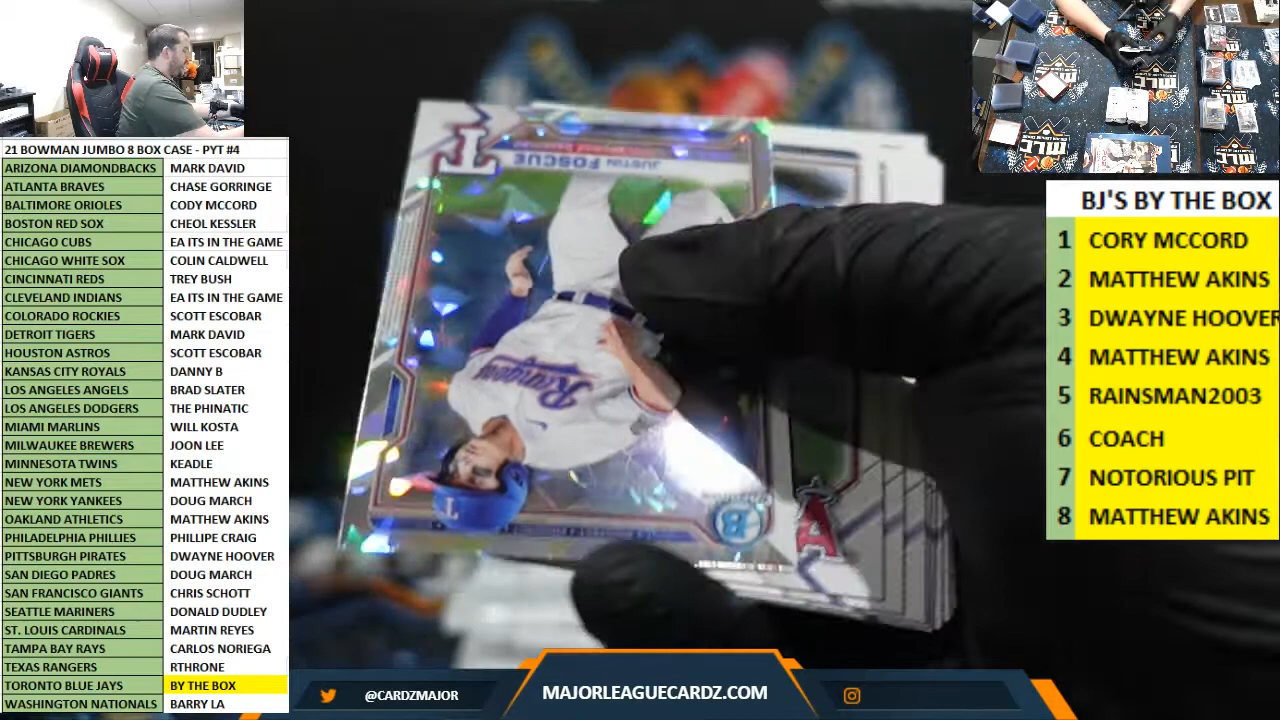 21 BOWMAN JUMBO 8 BOX CASE - PYT #4
ARIZONA DIAMONDBACKS MARK DAVID
ATLANTA BRAVES CHASE GORRINGE
BALTIMORE ORIOLES CODY MCCORD
BOSTON RED SOX CHEOL KESSLER
CHICAGO CUBS EA ITS IN THE GAME
CHICAGO WHITE SOX COLIN CALDWELL
CINCINNATI REDS TREY BUSH
CLEVELAND INDIANS EA ITS IN THE GAME
COLORADO ROCKIES SCOTT ESCOBAR
DETROIT TIGERS MARK DAVID
HOUSTON ASTROS SCOTT ESCOBAR
KANSAS CITY ROYALS DANNY B
LOS ANGELES ANGELS BRAD SLATER
LOS ANGELES DODGERS THE PHINATIC
MIAMI MARLINS WILL KOSTA
MILWAUKEE BREWERS JOON LEE
MINNESOTA TWINS KEADLE
NEW YORK METS MATTHEW AKINS
NEW YORK YANKEES DOUG MARCH
OAKLAND ATHLETICS MATTHEW AKINS
PHILADELPHIA PHILLIES PHILLIPE CRAIG
PITTSBURGH PIRATES DWAYNE HOOVER
SAN DIEGO PADRES DOUG MARCH
SAN FRANCISCO GIANTS CHRIS SCHOTT
SEATTLE MARINERS DONALD DUDLEY
ST. LOUIS CARDINALS MARTIN REYES
TAMPA BAY RAYS CARLOS NORIEGA
TEXAS RANGERS RTHRONE
TORONTO BLUE JAYS BY THE BOX
WASHINGTON NATIONALS BARRY LA
JUSTIN FOSCUE
Rangers
T
B
A
MLC
BJ'S BY THE BOX
1 CORY MCCORD
2 MATTHEW AKINS
3 DWAYNE HOOVER
4 MATTHEW AKINS
5 RAINSMAN2003
6 COACH
7 NOTORIOUS PIT
8 MATTHEW AKINS
@CARDZMAJOR
MAJORLEAGUECARDZ.COM